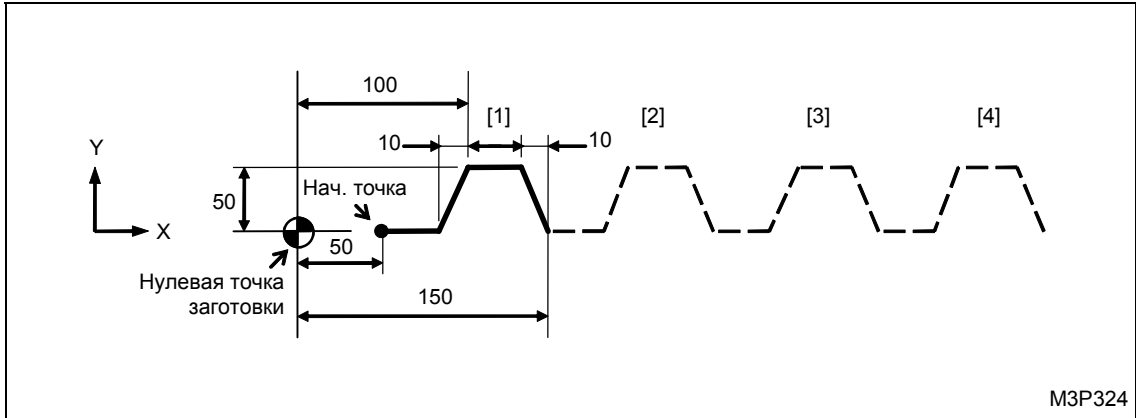 100
[1]
[2]
[3]
[4]
10
10
Y
50
Нач. точка
X
50
Нулевая точка
заготовки
150
M3P324